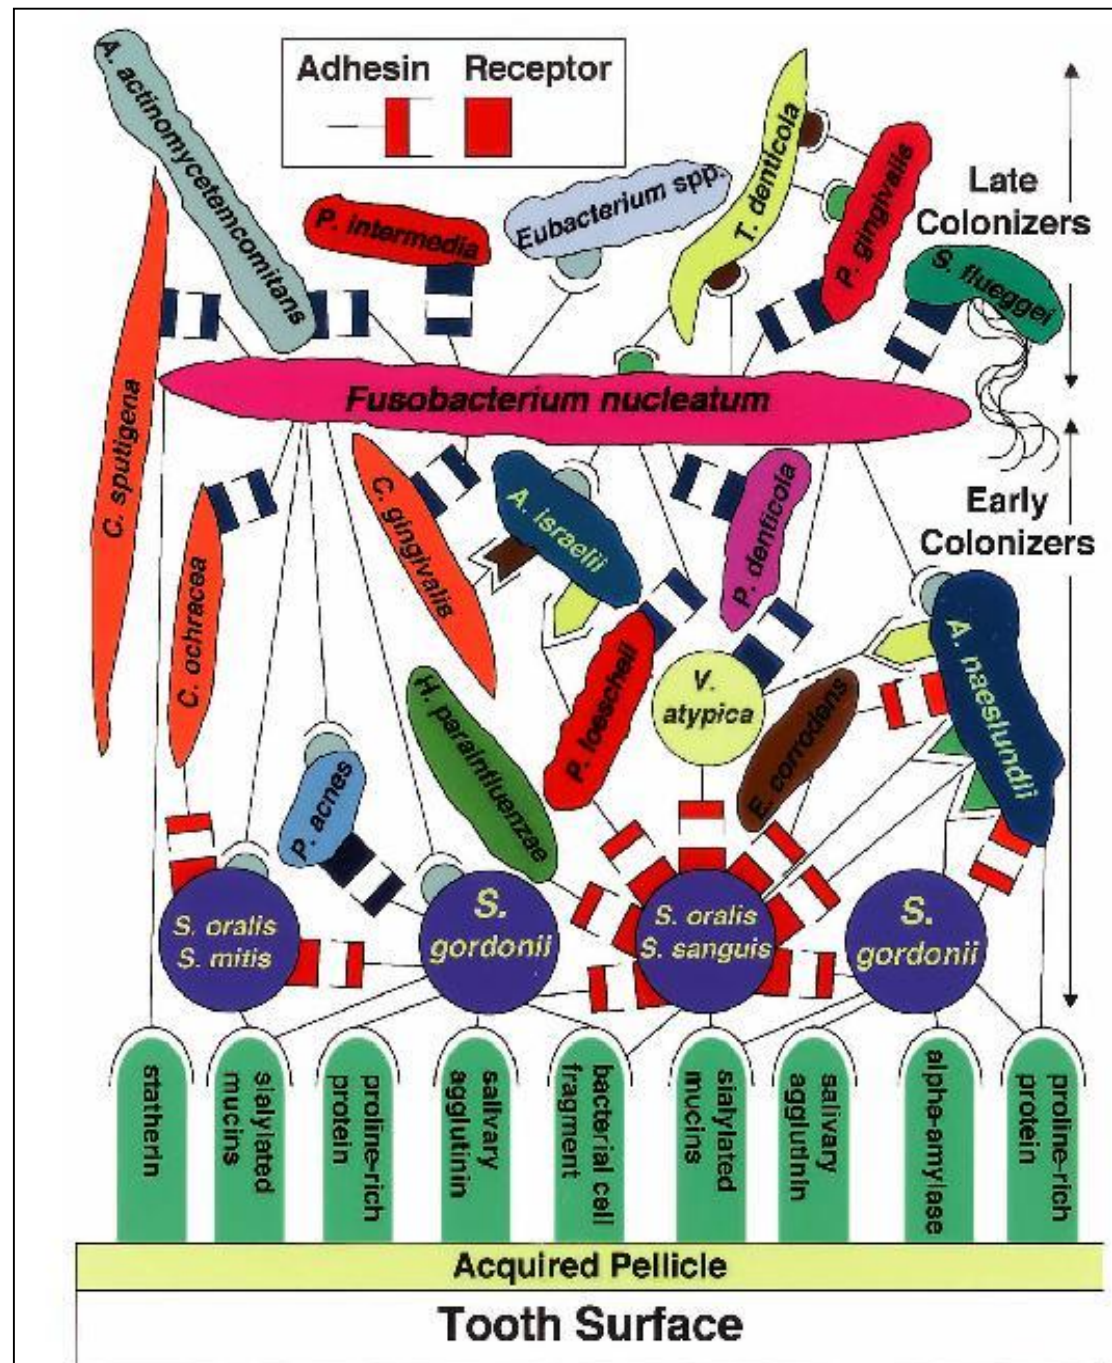 Adhesin Receptor
A. actinomycetemcomitans
P. intermedia
Eubacterium spp.
T. denticola
P. gingivalis
Late
Colonizers
S. flueggei
C. sputigena
Fusobacterium nucleatum
Early
Colonizers
C. ochracea
C. gingivalis
A. israelii
P. denticola
A. naeslundii
P. acnes
H. parainfluenzae
P. loescheii
V.
atypica
E. corrodens
S. oralis
S. mitis
S.
gordonii
S. oralis
S. sanguis
S.
gordonii
statherin
sialylated
mucins
proline-rich
protein
salivary
agglutinin
bacterial cell
fragment
sialylated
mucins
salivary
agglutinin
alpha-amylase
proline-rich
protein
Acquired Pellicle
Tooth Surface